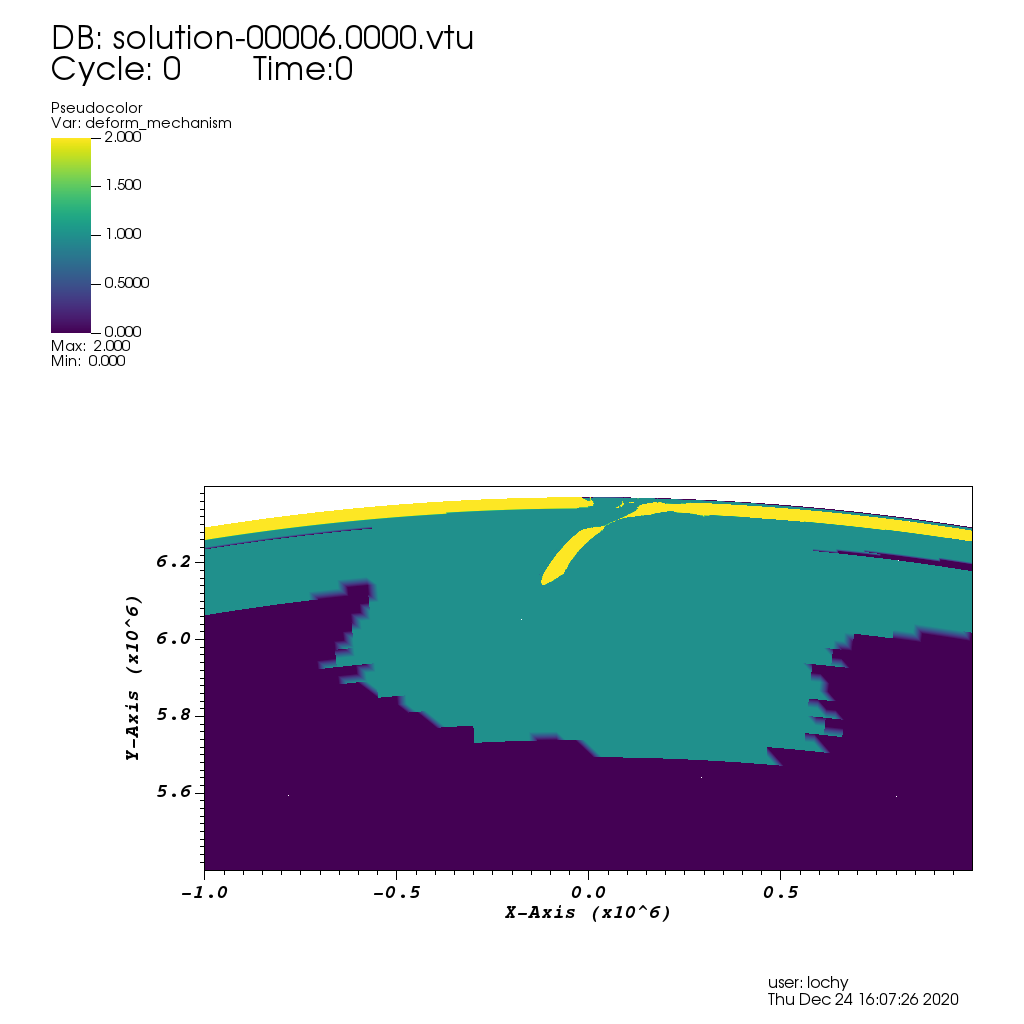 DB: solution-00006.0000.vtu
Cycle: 0 Time:0
Pseudocolor
Var: deform_mechanism
2.000
1.500
1.000
0.5000
0.000
Max: 2.000
Min: 0.000
6.2
6.0
5.8
5.6
Y-Axis (x10^6)
-1.0 -0.5 0.0 0.5
X-Axis (x10^6)
user: lochy
Thu Dec 24 16:07:26 2020